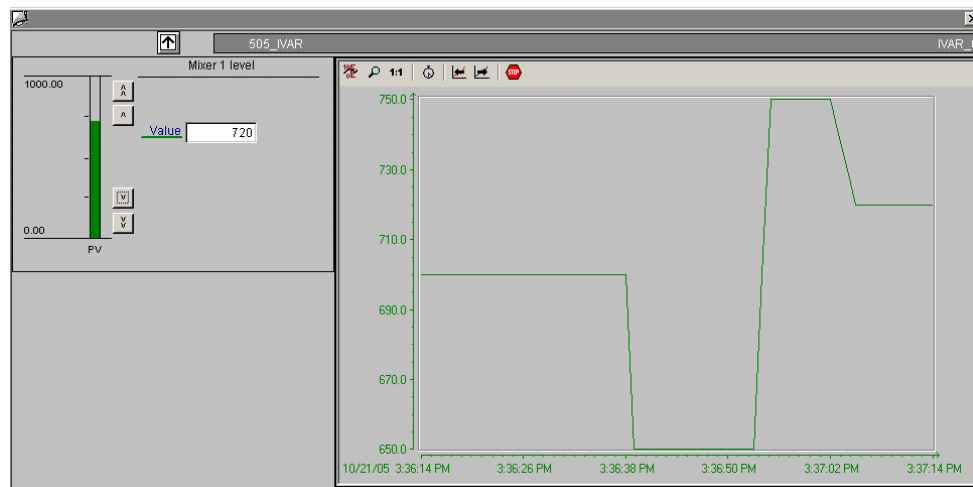 505_IVAR
IVAR_
Mixer 1 level
1000.00
Value 720
0.00
PV
1:1
STOP
750.0
730.0
710.0
690.0
670.0
650.0
10/21/05 3:36:14 PM 3:36:26 PM 3:36:38 PM 3:36:50 PM 3:37:02 PM 3:37:14 PM